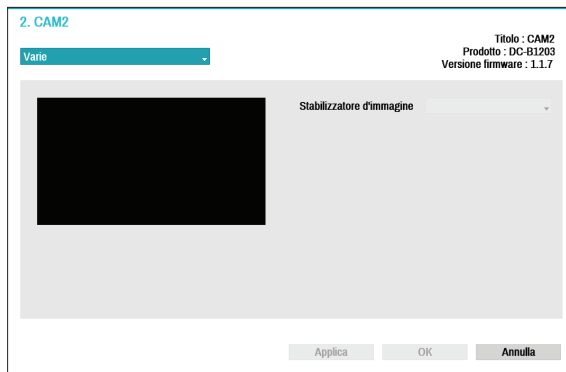 2. CAM2
Titolo : CAM2
Prodotto : DC-B1203
Versione firmware : 1.1.7
Varie
Stabilizzatore d'immagine
Applica
OK
Annulla